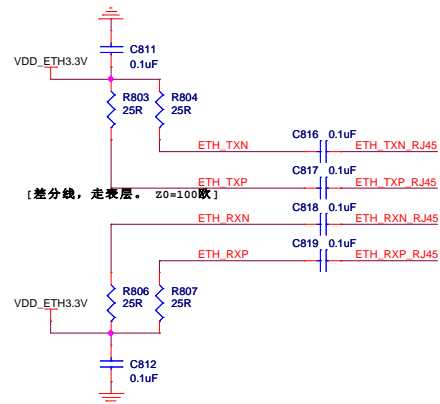 C811
VDD_ETH3.3V
0.1uF
R803
R804
25R
25R
C816
0.1uF
ETH_TXN
ETH_TXN_RJ45
C817
0.1uF
ETH_TXP
ETH_TXP_RJ45
[差分线，走表层。 Z0=100欧]
C818
0.1uF
ETH_RXN
ETH_RXN_RJ45
C819
0.1uF
ETH_RXP
ETH_RXP_RJ45
R806
R807
VDD_ETH3.3V
25R
25R
C812
0.1uF